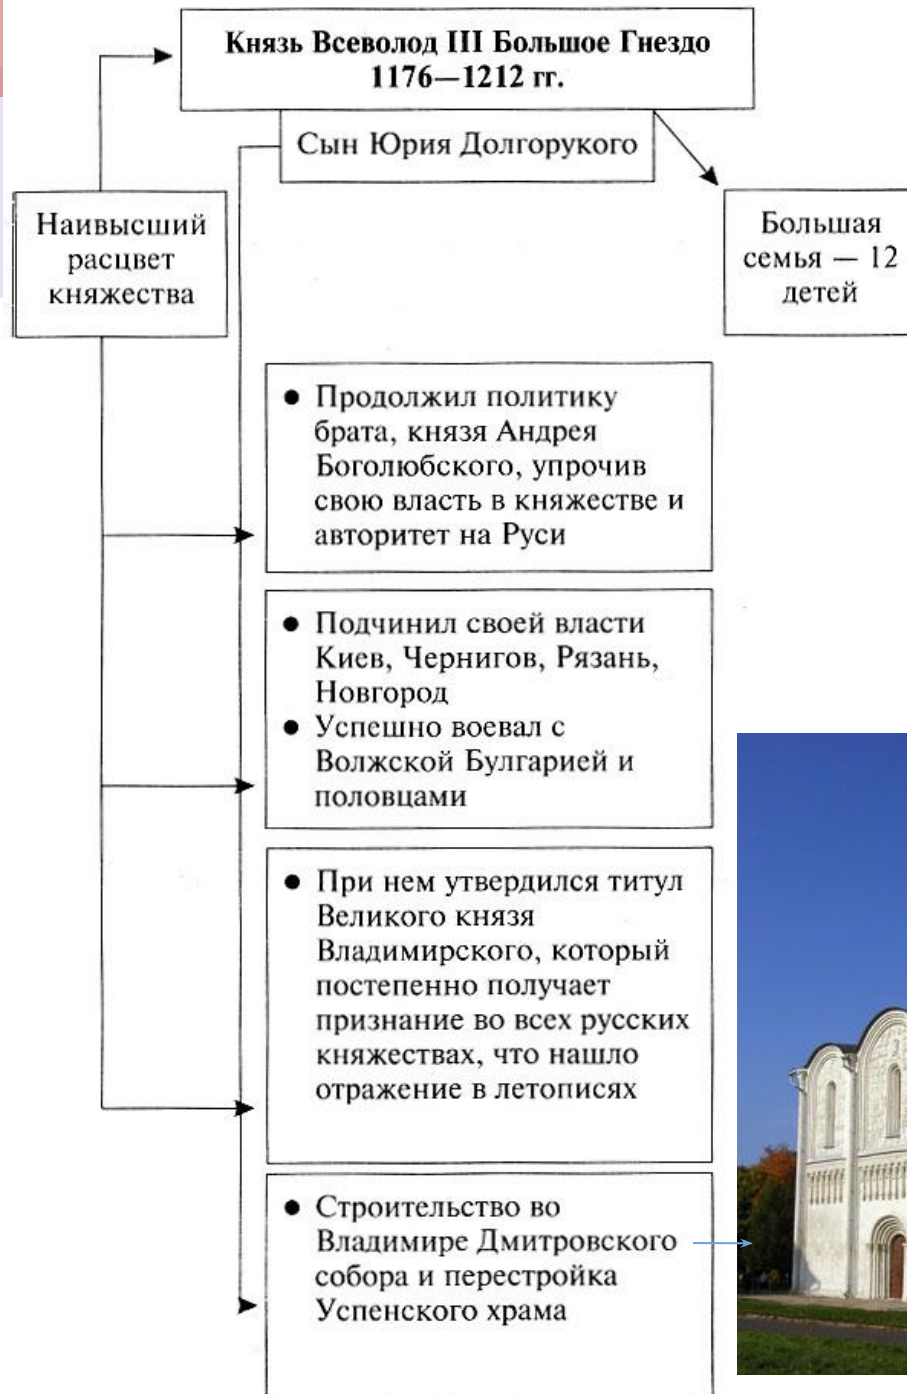 Князь Всеволод III Большое Гнездо
1176—1212 гг.
Сын Юрия Долгорукого
Наивысший
расцвет
княжества
Большая
семья — 12
детей
● Продолжил политику
брата, князя Андрея
Боголюбского, упрочив
свою власть в княжестве и
авторитет на Руси
● Подчинил своей власти
Киев, Чернигов, Рязань,
Новгород
● Успешно воевал с
Волжской Булгарией и
половцами
● При нем утвердился титул
Великого князя
Владимирского, который
постепенно получает
признание во всех русских
княжествах, что нашло
отражение в летописях
● Строительство во
Владимире Дмитровского
собора и перестройка
Успенского храма